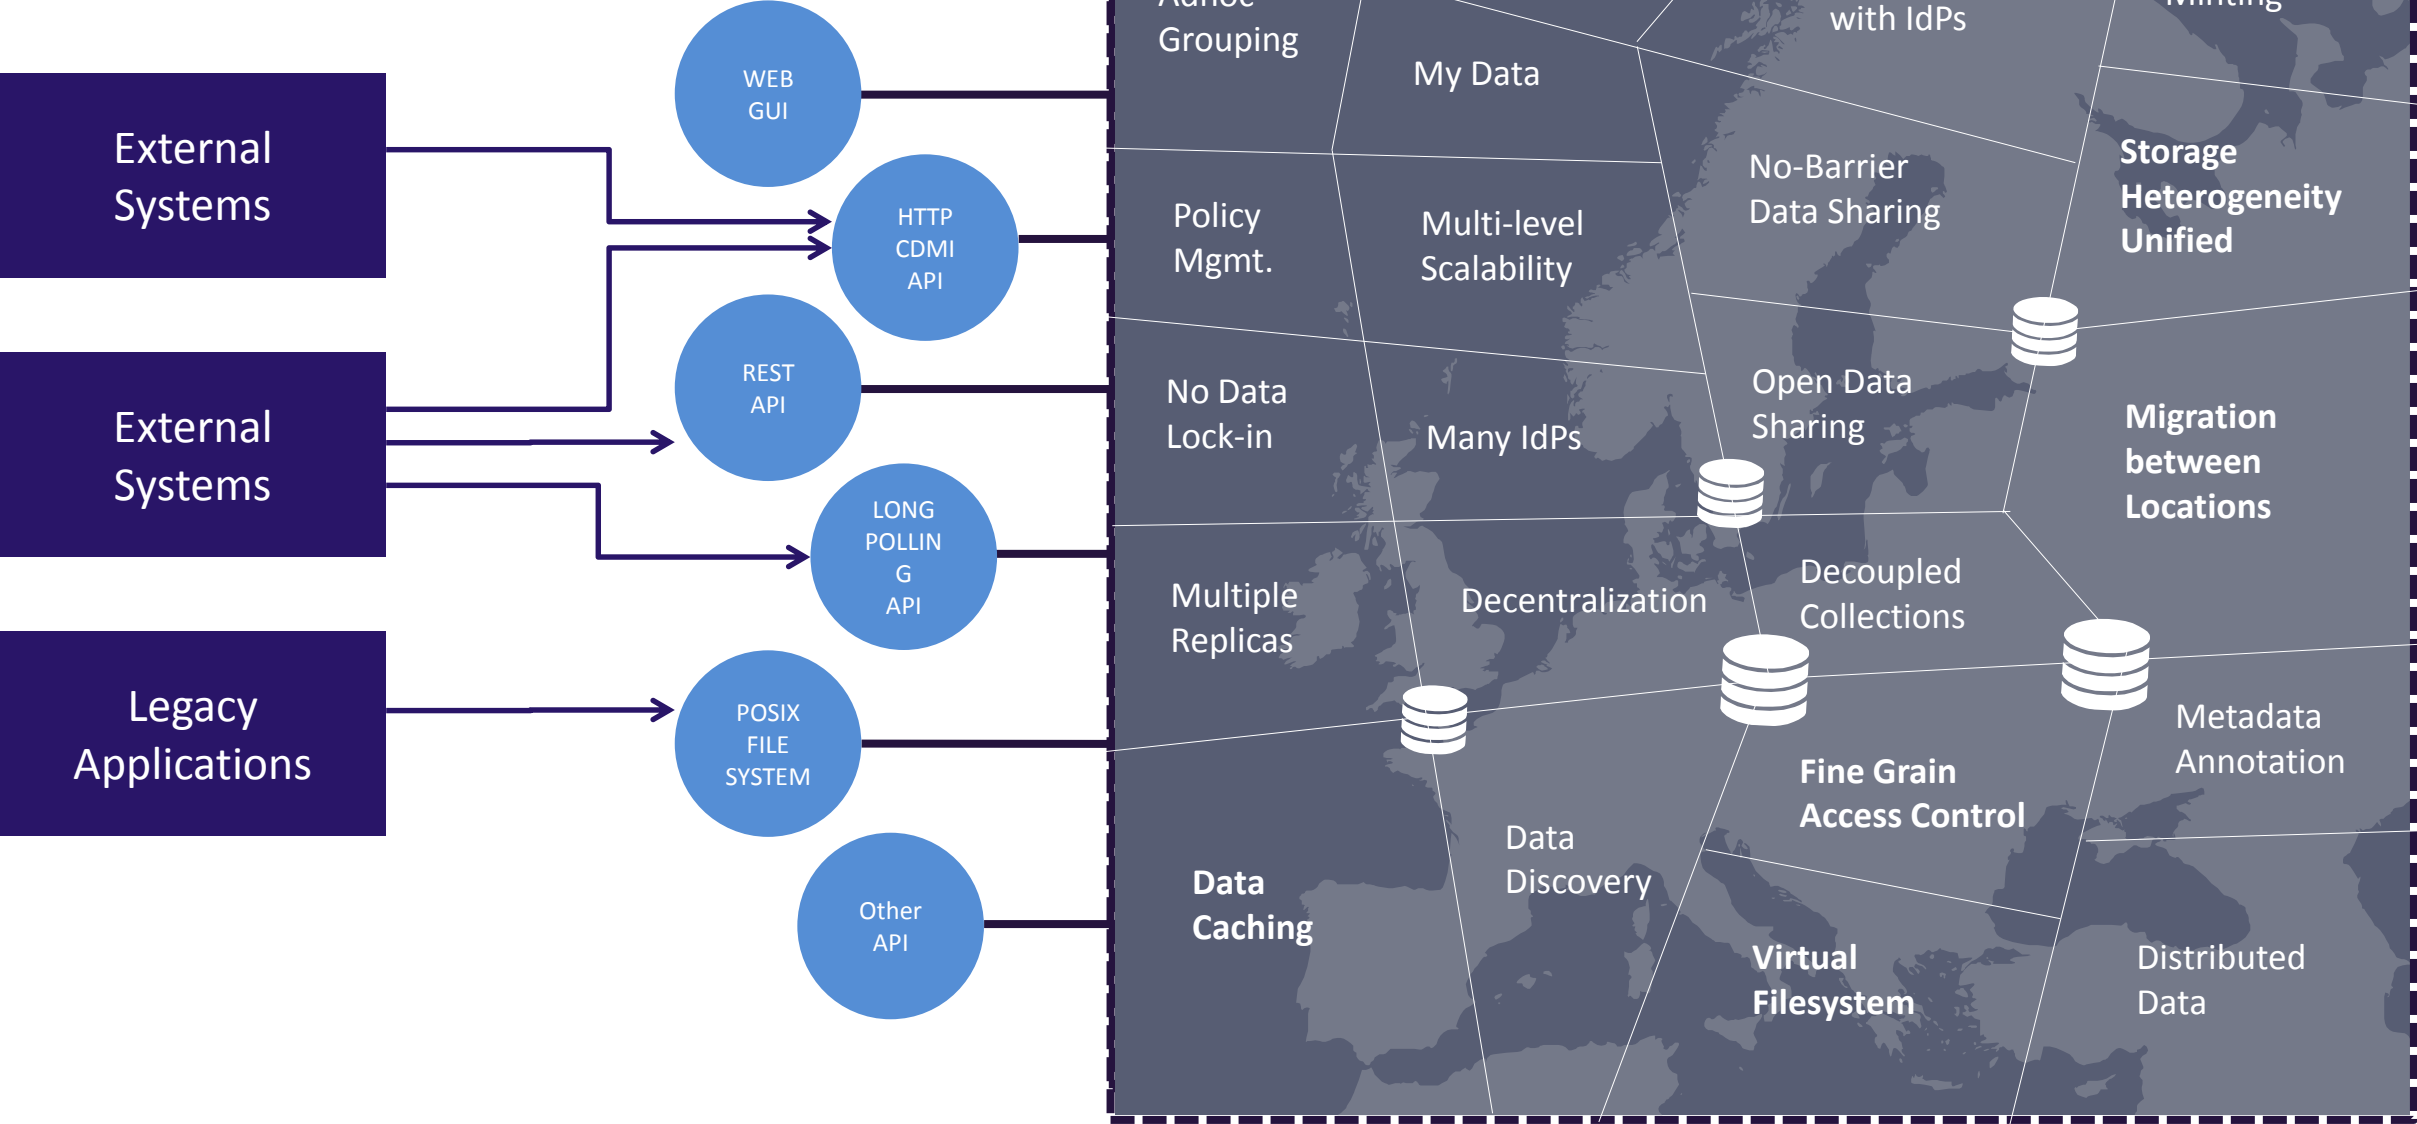 External
Systems
External
Systems
Legacy
Applications
WEB
GUI
HTTP
CDMI
API
REST
API
LONG
POLLIN
G
API
POSIX
FILE
SYSTEM
Other
API
Grouping
My Data
with IdPs
Policy
Mgmt.
Multi-level
Scalability
No-Barrier
Data Sharing
Storage
Heterogeneity
Unified
No Data
Lock-in
Many IdPs
Open Data
Sharing
Migration
between
Locations
Multiple
Replicas
Decentralization
Decoupled
Collections
Metadata
Annotation
Fine Grain
Access Control
Data
Caching
Data
Discovery
Virtual
Filesystem
Distributed
Data